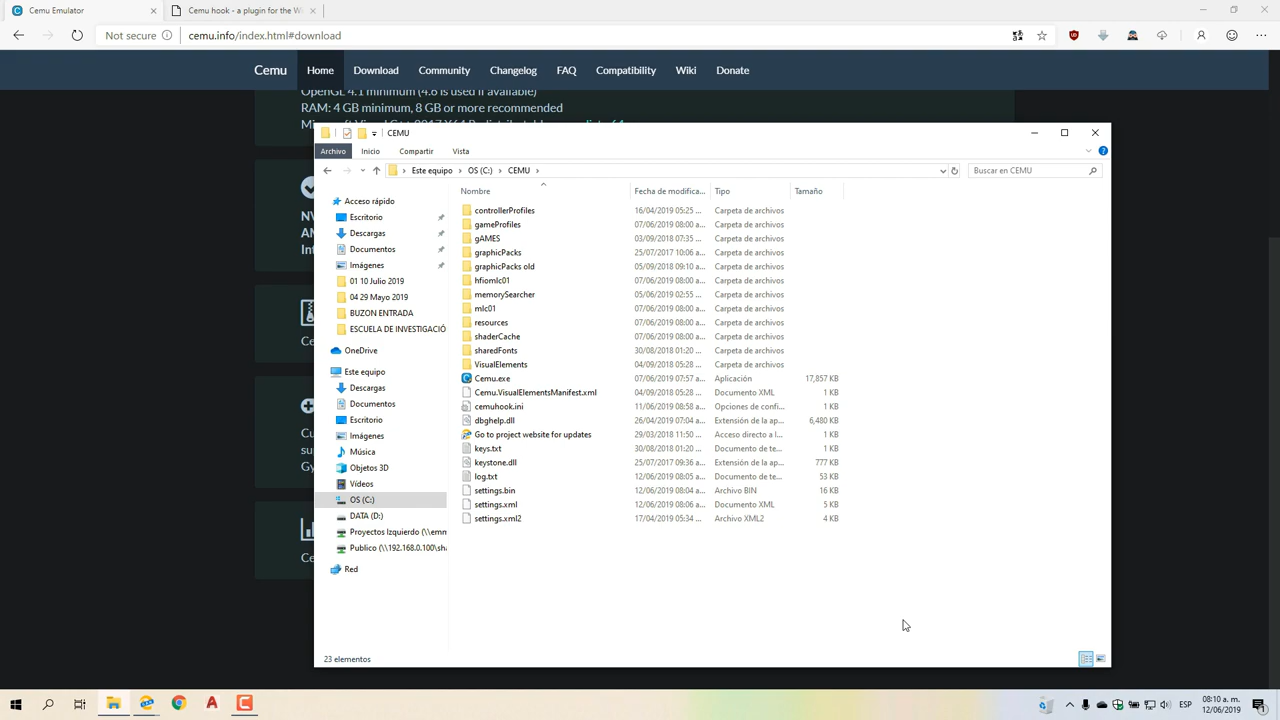 Cemu Emulator
Cemu hook - a plugin for the W
Not secure
cemu.info/index.html#download
Cemu
Home
Download
Community
Changelog
FAQ
Compatibility
Wiki
Donate
OpenGL 4.1 minimum (4.6 is used if available)
RAM: 4 GB minimum, 8 GB or more recommended
CEMU
Archivo
Inicio
Compartir
Vista
Este equipo > OS (C:) > CEMU >
Buscar en CEMU
Acceso rápido
Escritorio
Descargas
Documentos
Imágenes
01 10 Julio 2019
04 29 Mayo 2019
BUZON ENTRADA
ESCUELA DE INVESTIGACIÓ
OneDrive
Este equipo
Descargas
Documentos
Escritorio
Imágenes
Música
Objetos 3D
Vídeos
OS (C:)
DATA (D:)
Proyectos Izquierdo (\\emm
Publico (\\192.168.0.100\sh
Red
Nombre Fecha de modifica... Tipo Tamaño
controllerProfiles 16/04/2019 05:25 ... Carpeta de archivos
gameProfiles 07/06/2019 08:00 a... Carpeta de archivos
gAMES 03/09/2018 07:35 ... Carpeta de archivos
graphicPacks 25/07/2017 10:06 a... Carpeta de archivos
graphicPacks old 05/09/2018 09:10 a... Carpeta de archivos
hfiomlc01 07/06/2019 08:00 a... Carpeta de archivos
memorySearcher 05/06/2019 02:55 ... Carpeta de archivos
mlc01 07/06/2019 08:00 a... Carpeta de archivos
resources 07/06/2019 08:00 a... Carpeta de archivos
shaderCache 07/06/2019 08:00 a... Carpeta de archivos
sharedFonts 30/08/2018 01:20 ... Carpeta de archivos
VisualElements 04/09/2018 05:28 ... Carpeta de archivos
Cemu.exe 07/06/2019 07:57 a... Aplicación 17,857 KB
Cemu.VisualElementsManifest.xml 04/09/2018 05:28 ... Documento XML 1 KB
cemuhook.ini 11/06/2019 08:58 a... Opciones de confi... 1 KB
dbghelp.dll 26/04/2019 07:04 a... Extensión de la ap... 6,480 KB
Go to project website for updates 29/03/2018 11:50 ... Acceso directo a I... 1 KB
keys.txt 30/08/2018 01:20 ... Documento de te... 1 KB
keystone.dll 25/07/2017 09:36 a... Extensión de la ap... 777 KB
log.txt 12/06/2019 08:05 a... Documento de te... 53 KB
settings.bin 12/06/2019 08:04 a... Archivo BIN 16 KB
settings.xml 12/06/2019 08:06 a... Documento XML 5 KB
settings.xml2 17/04/2019 05:34 ... Archivo XML2 4 KB
23 elementos
ESP
08:10 a. m.
12/06/2019